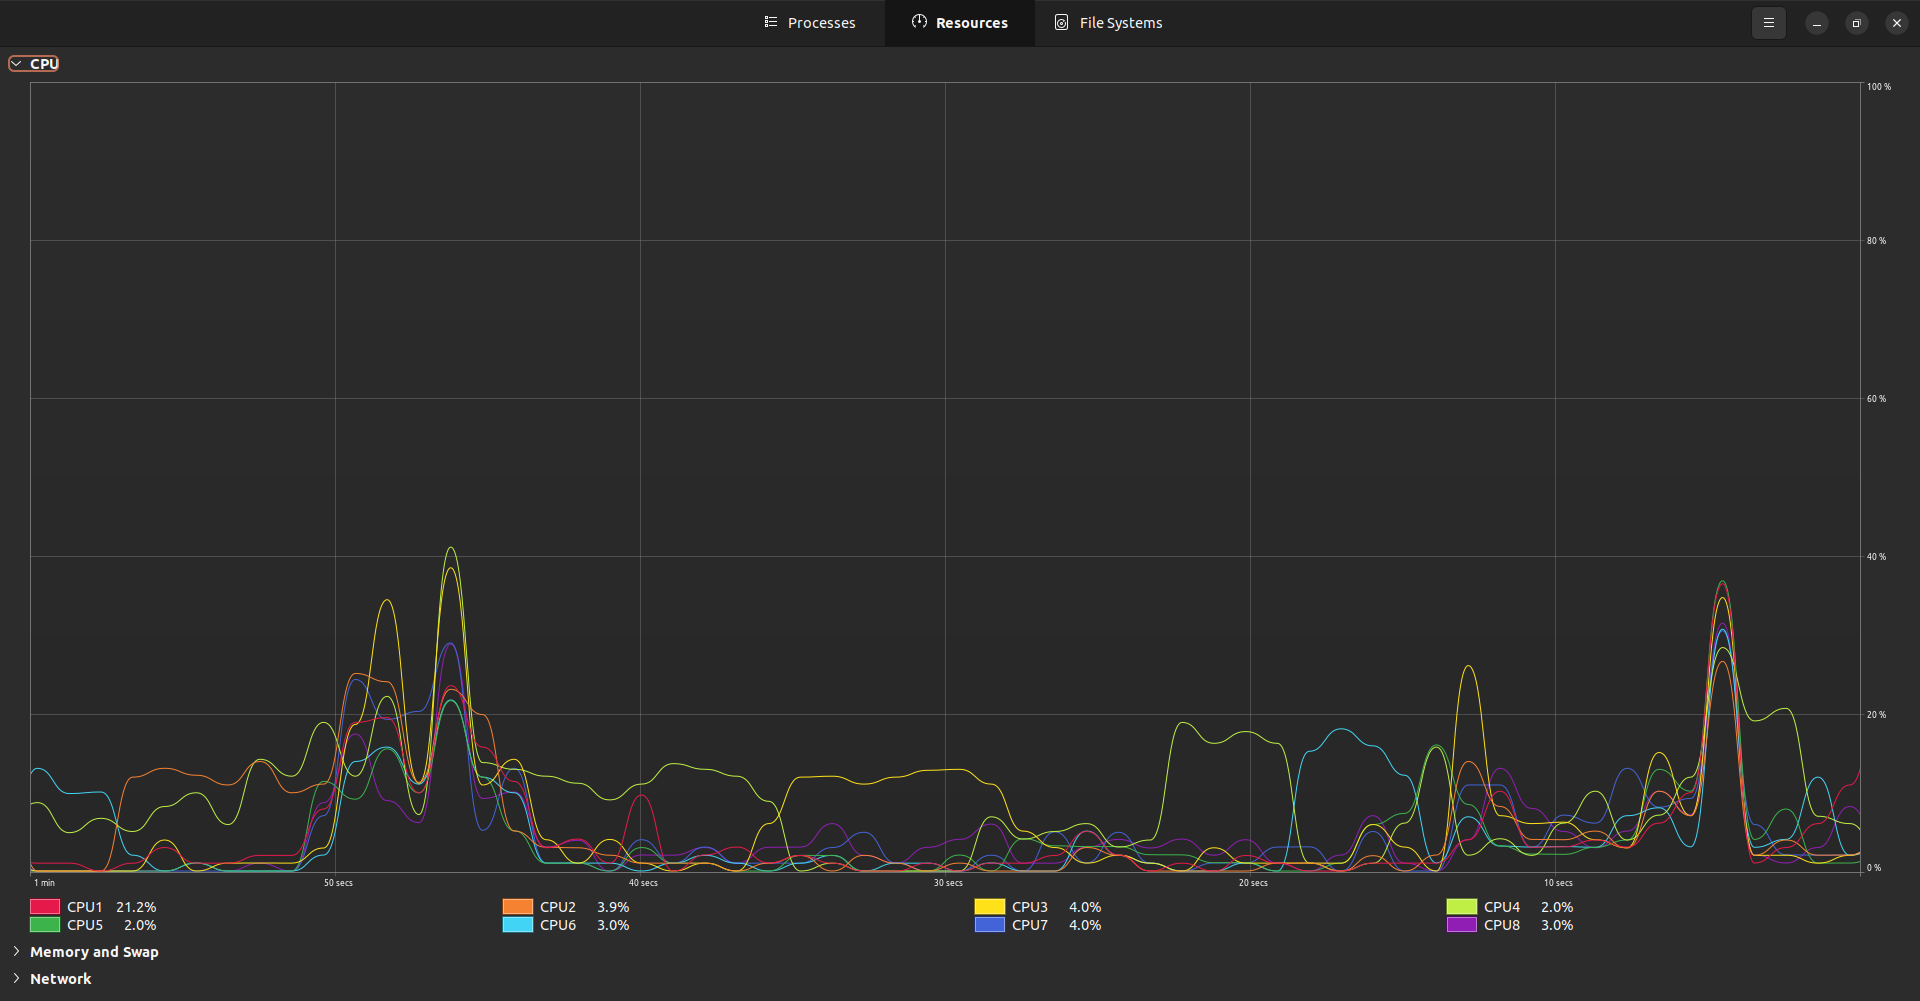 Processes Resources File Systems
CPU
100 %
80 %
60 %
40 %
20 %
0 %
1 min 50 secs 40 secs 30 secs 20 secs 10 secs
CPU1 21.2% CPU2 3.9% CPU3 4.0% CPU4 2.0%
CPU5 2.0% CPU6 3.0% CPU7 4.0% CPU8 3.0%
Memory and Swap
Network